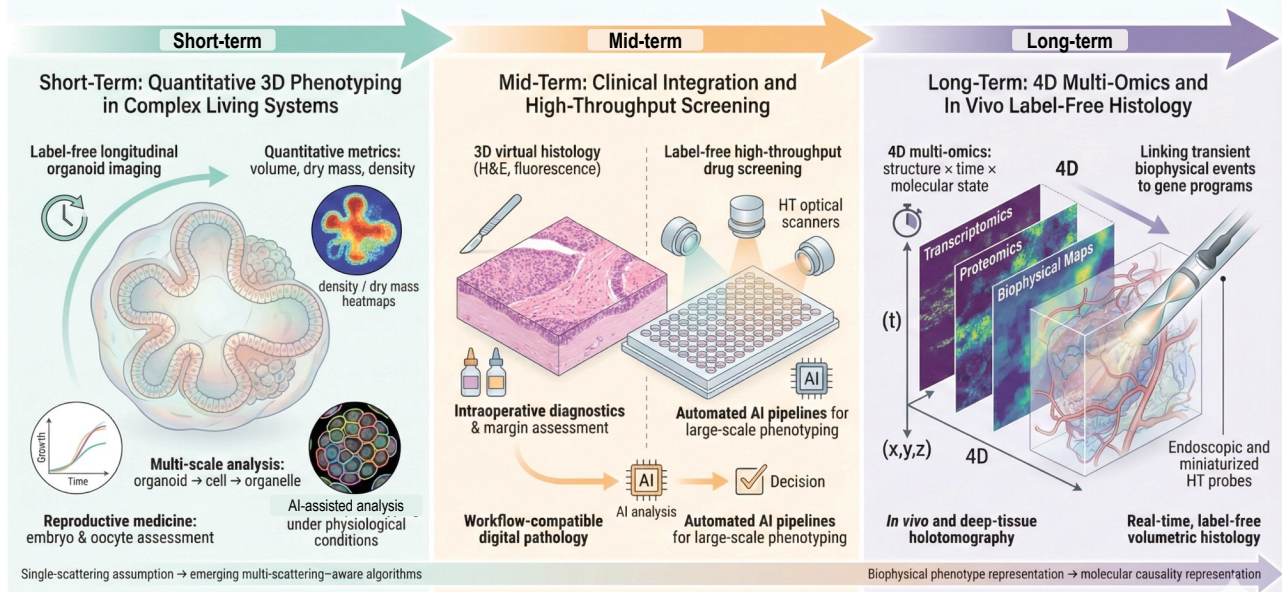 Short-term
Mid-term
Long-term
Short-Term: Quantitative 3D Phenotyping
in Complex Living Systems
Label-free longitudinal
organoid imaging
Quantitative metrics:
volume, dry mass, density
density / dry mass
heatmaps
Growth
Time
Multi-scale analysis:
organoid → cell → organelle
AI-assisted analysis
under physiological
conditions
Reproductive medicine:
embryo & oocyte assessment
Mid-Term: Clinical Integration and
High-Throughput Screening
3D virtual histology
(H&E, fluorescence)
Label-free high-throughput
drug screening
HT optical
scanners
AI
Intraoperative diagnostics
& margin assessment
Automated AI pipelines for
large-scale phenotyping
AI
AI analysis
Decision
Workflow-compatible
digital pathology
Automated AI pipelines
for large-scale phenotyping
Long-Term: 4D Multi-Omics and
In Vivo Label-Free Histology
4D multi-omics:
structure × time ×
molecular state
4D
Linking transient
biophysical events
to gene programs
Transcriptomics
Proteomics
Biophysical Maps
(t)
(x,y,z)
4D
Endoscopic and
miniaturized
HT probes
In vivo and deep-tissue
holotomography
Real-time, label-free
volumetric histology
Single-scattering assumption → emerging multi-scattering–aware algorithms
Biophysical phenotype representation → molecular causality representation